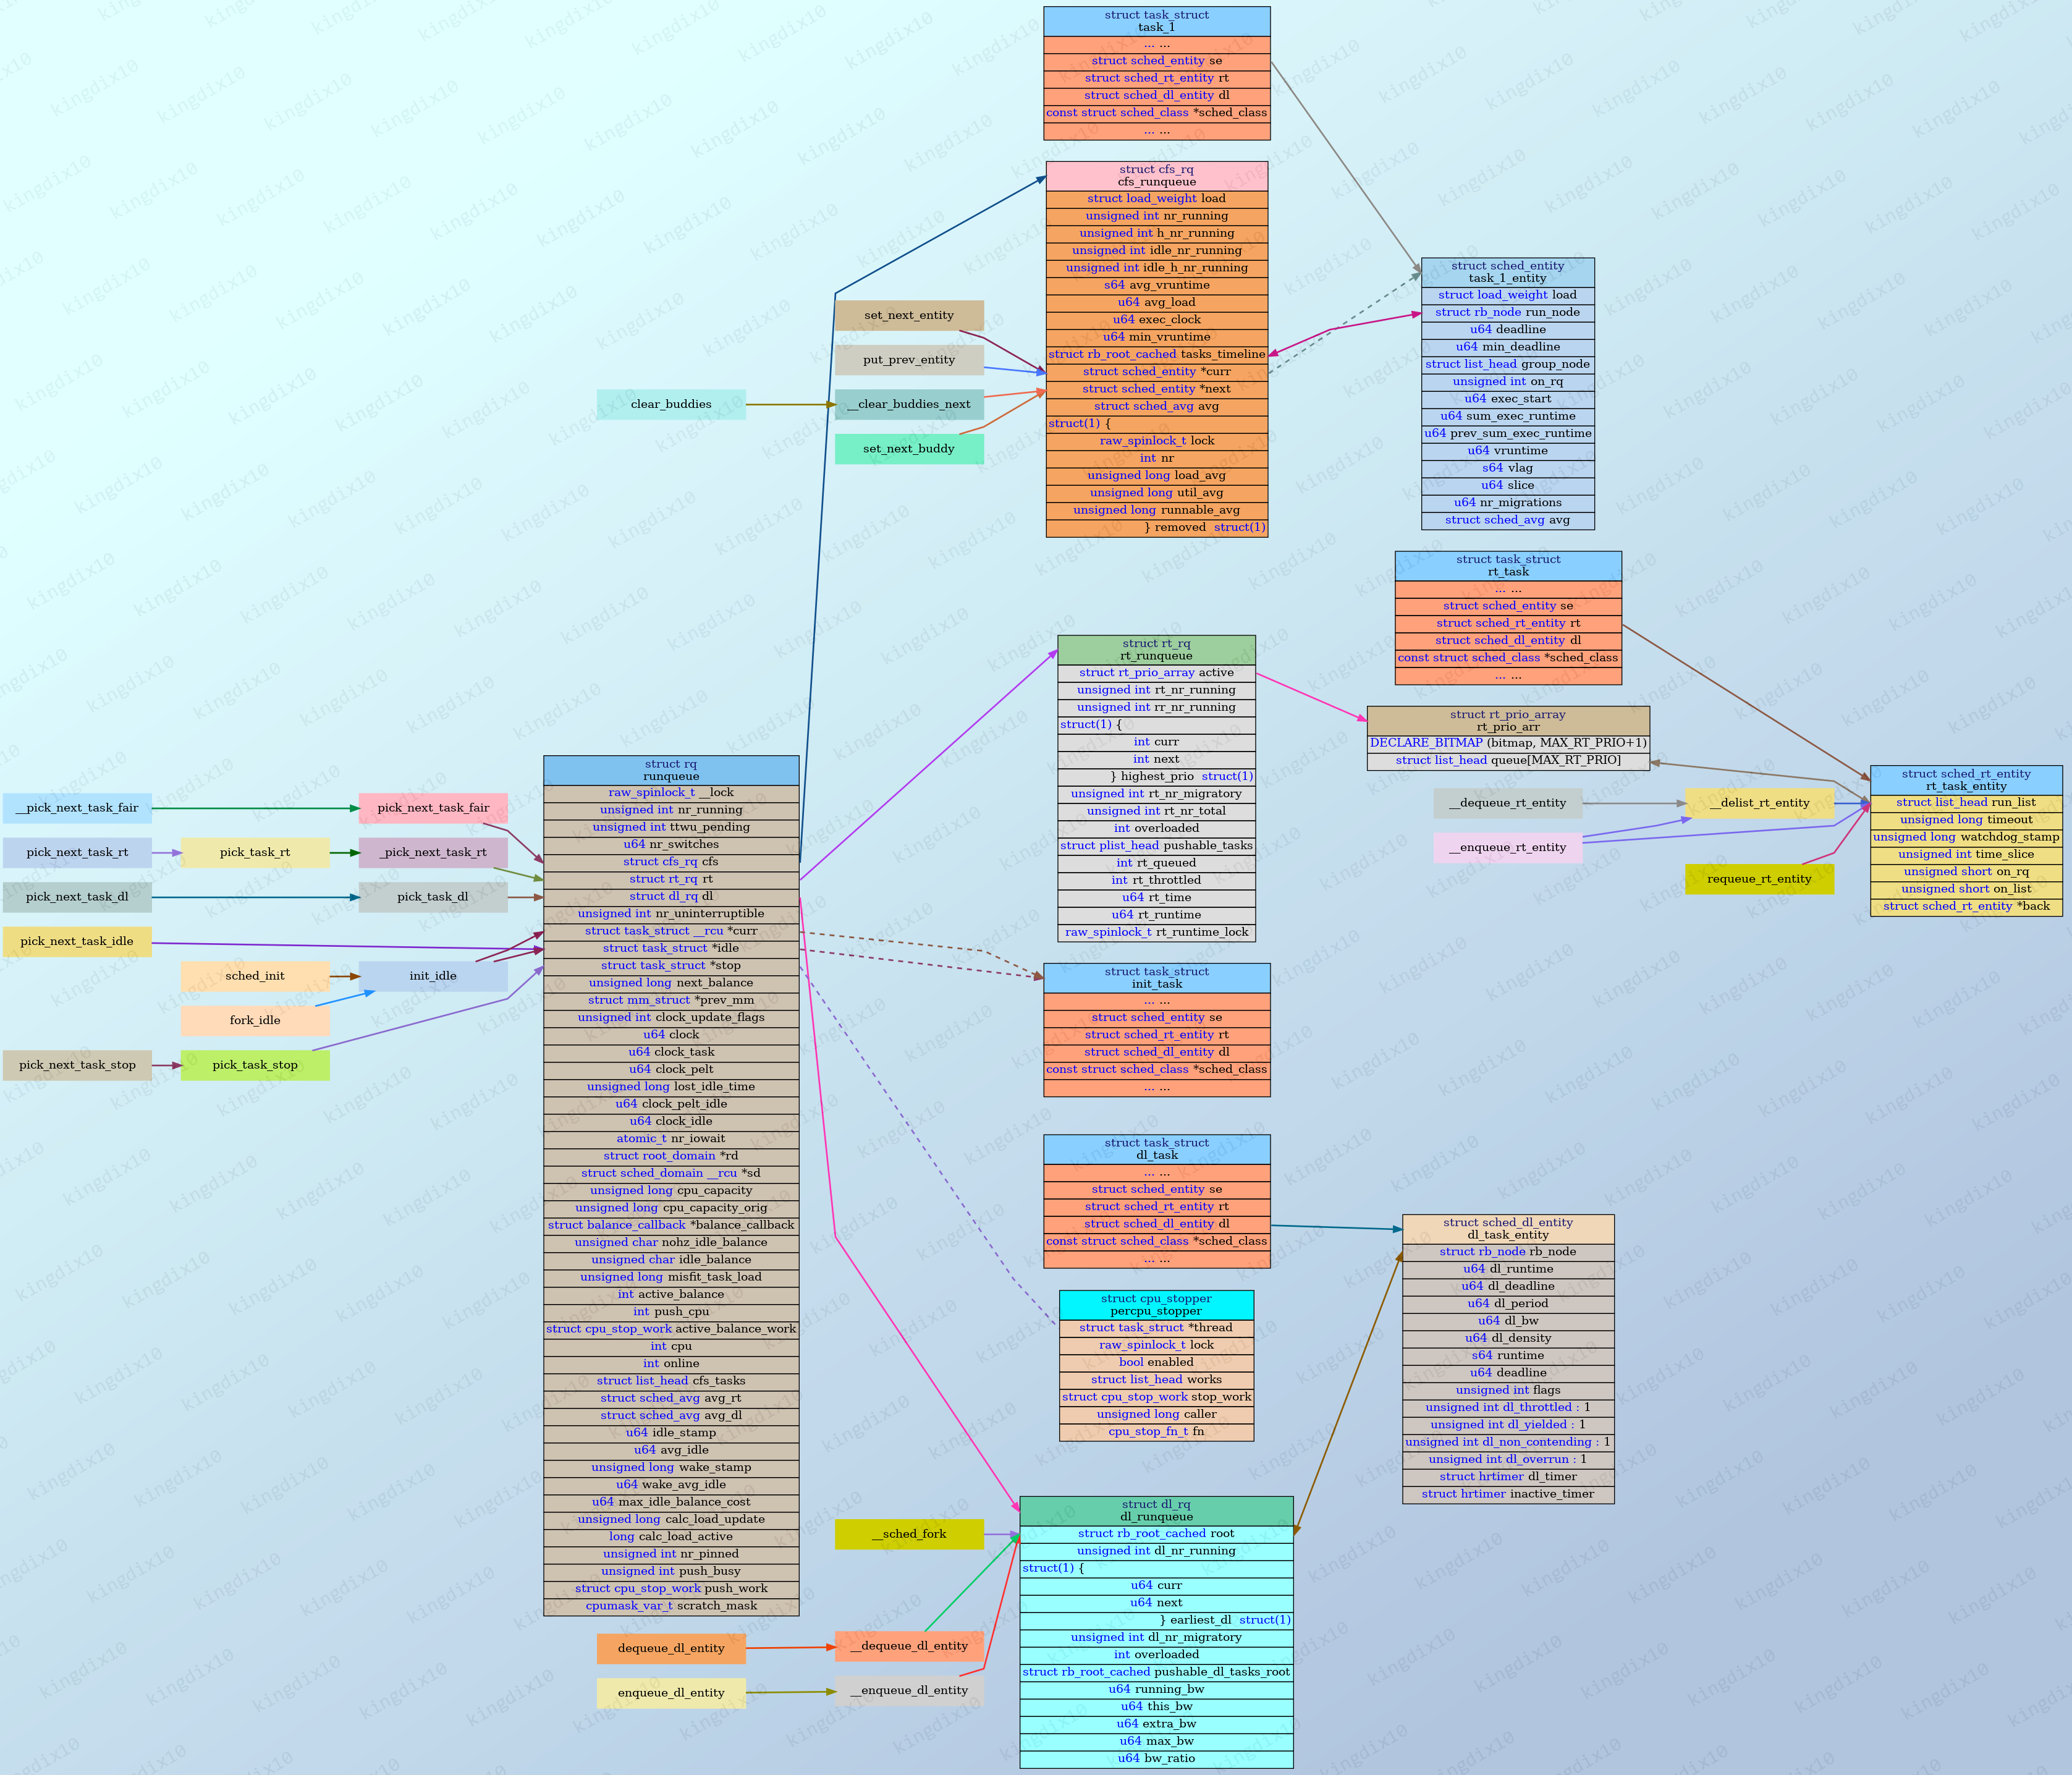 struct task_struct
task_1
... ...
struct sched_entity se
struct sched_rt_entity rt
struct sched_dl_entity dl
const struct sched_class *sched_class
... ...
struct cfs_rq
cfs_runqueue
struct load_weight load
unsigned int nr_running
unsigned int h_nr_running
unsigned int idle_nr_running
unsigned int idle_h_nr_running
s64 avg_vruntime
u64 avg_load
u64 exec_clock
u64 min_vruntime
struct rb_root_cached tasks_timeline
struct sched_entity *curr
struct sched_entity *next
struct sched_avg avg
struct(1) {
raw_spinlock_t lock
int nr
unsigned long load_avg
unsigned long util_avg
unsigned long runnable_avg
} removed struct(1)
set_next_entity
put_prev_entity
clear_buddies
__clear_buddies_next
set_next_buddy
struct sched_entity
task_1_entity
struct load_weight load
struct rb_node run_node
u64 deadline
u64 min_deadline
struct list_head group_node
unsigned int on_rq
u64 exec_start
u64 sum_exec_runtime
u64 prev_sum_exec_runtime
u64 vruntime
s64 vlag
u64 slice
u64 nr_migrations
struct sched_avg avg
struct task_struct
rt_task
... ...
struct sched_entity se
struct sched_rt_entity rt
struct sched_dl_entity dl
const struct sched_class *sched_class
... ...
struct rt_rq
rt_runqueue
struct rt_prio_array active
unsigned int rt_nr_running
unsigned int rr_nr_running
struct(1) {
int curr
int next
} highest_prio struct(1)
unsigned int rt_nr_migratory
unsigned int rt_nr_total
int overloaded
struct plist_head pushable_tasks
int rt_queued
int rt_throttled
u64 rt_time
u64 rt_runtime
raw_spinlock_t rt_runtime_lock
struct rt_prio_array
rt_prio_arr
DECLARE_BITMAP (bitmap, MAX_RT_PRIO+1)
struct list_head queue[MAX_RT_PRIO]
__dequeue_rt_entity
__delist_rt_entity
__enqueue_rt_entity
requeue_rt_entity
struct sched_rt_entity
rt_task_entity
struct list_head run_list
unsigned long timeout
unsigned long watchdog_stamp
unsigned int time_slice
unsigned short on_rq
unsigned short on_list
struct sched_rt_entity *back
__pick_next_task_fair
pick_next_task_fair
pick_next_task_rt
pick_task_rt
_pick_next_task_rt
pick_next_task_dl
pick_task_dl
pick_next_task_idle
sched_init
init_idle
fork_idle
pick_next_task_stop
pick_task_stop
struct rq
runqueue
raw_spinlock_t __lock
unsigned int nr_running
unsigned int ttwu_pending
u64 nr_switches
struct cfs_rq cfs
struct rt_rq rt
struct dl_rq dl
unsigned int nr_uninterruptible
struct task_struct __rcu *curr
struct task_struct *idle
struct task_struct *stop
unsigned long next_balance
struct mm_struct *prev_mm
unsigned int clock_update_flags
u64 clock
u64 clock_task
u64 clock_pelt
unsigned long lost_idle_time
u64 clock_pelt_idle
u64 clock_idle
atomic_t nr_iowait
struct root_domain *rd
struct sched_domain __rcu *sd
unsigned long cpu_capacity
unsigned long cpu_capacity_orig
struct balance_callback *balance_callback
unsigned char nohz_idle_balance
unsigned char idle_balance
unsigned long misfit_task_load
int active_balance
int push_cpu
struct cpu_stop_work active_balance_work
int cpu
int online
struct list_head cfs_tasks
struct sched_avg avg_rt
struct sched_avg avg_dl
u64 idle_stamp
u64 avg_idle
unsigned long wake_stamp
u64 wake_avg_idle
u64 max_idle_balance_cost
unsigned long calc_load_update
long calc_load_active
unsigned int nr_pinned
unsigned int push_busy
struct cpu_stop_work push_work
cpumask_var_t scratch_mask
struct task_struct
init_task
... ...
struct sched_entity se
struct sched_rt_entity rt
struct sched_dl_entity dl
const struct sched_class *sched_class
... ...
struct task_struct
dl_task
... ...
struct sched_entity se
struct sched_rt_entity rt
struct sched_dl_entity dl
const struct sched_class *sched_class
... ...
struct cpu_stopper
percpu_stopper
struct task_struct *thread
raw_spinlock_t lock
bool enabled
struct list_head works
struct cpu_stop_work stop_work
unsigned long caller
cpu_stop_fn_t fn
struct sched_dl_entity
dl_task_entity
struct rb_node rb_node
u64 dl_runtime
u64 dl_deadline
u64 dl_period
u64 dl_bw
u64 dl_density
s64 runtime
u64 deadline
unsigned int flags
unsigned int dl_throttled : 1
unsigned int dl_yielded : 1
unsigned int dl_non_contending : 1
unsigned int dl_overrun : 1
struct hrtimer dl_timer
struct hrtimer inactive_timer
__sched_fork
dequeue_dl_entity
__dequeue_dl_entity
enqueue_dl_entity
__enqueue_dl_entity
struct dl_rq
dl_runqueue
struct rb_root_cached root
unsigned int dl_nr_running
struct(1) {
u64 curr
u64 next
} earliest_dl struct(1)
unsigned int dl_nr_migratory
int overloaded
struct rb_root_cached pushable_dl_tasks_root
u64 running_bw
u64 this_bw
u64 extra_bw
u64 max_bw
u64 bw_ratio
kingdix10